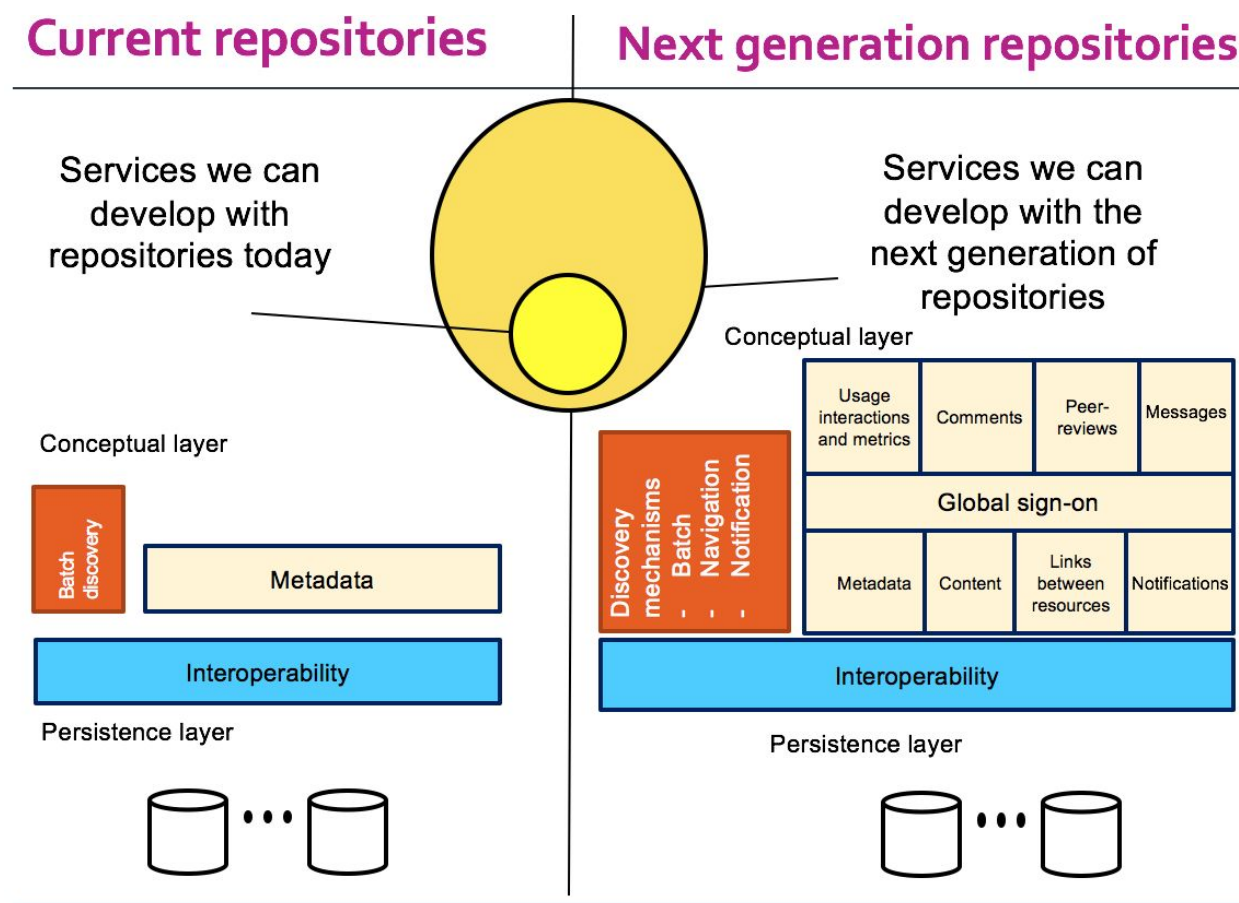 Current repositories
Next generation repositories
Services we can
develop with
repositories today
Services we can
develop with the
next generation of
repositories
Conceptual layer
Batch
discovery
Metadata
Interoperability
Persistence layer
Conceptual layer
Discovery
mechanisms
- Batch
- Navigation
- Notification
Usage
interactions
and metrics
Comments
Peer-
reviews
Messages
Global sign-on
Metadata
Content
Links
between
resources
Notifications
Interoperability
Persistence layer